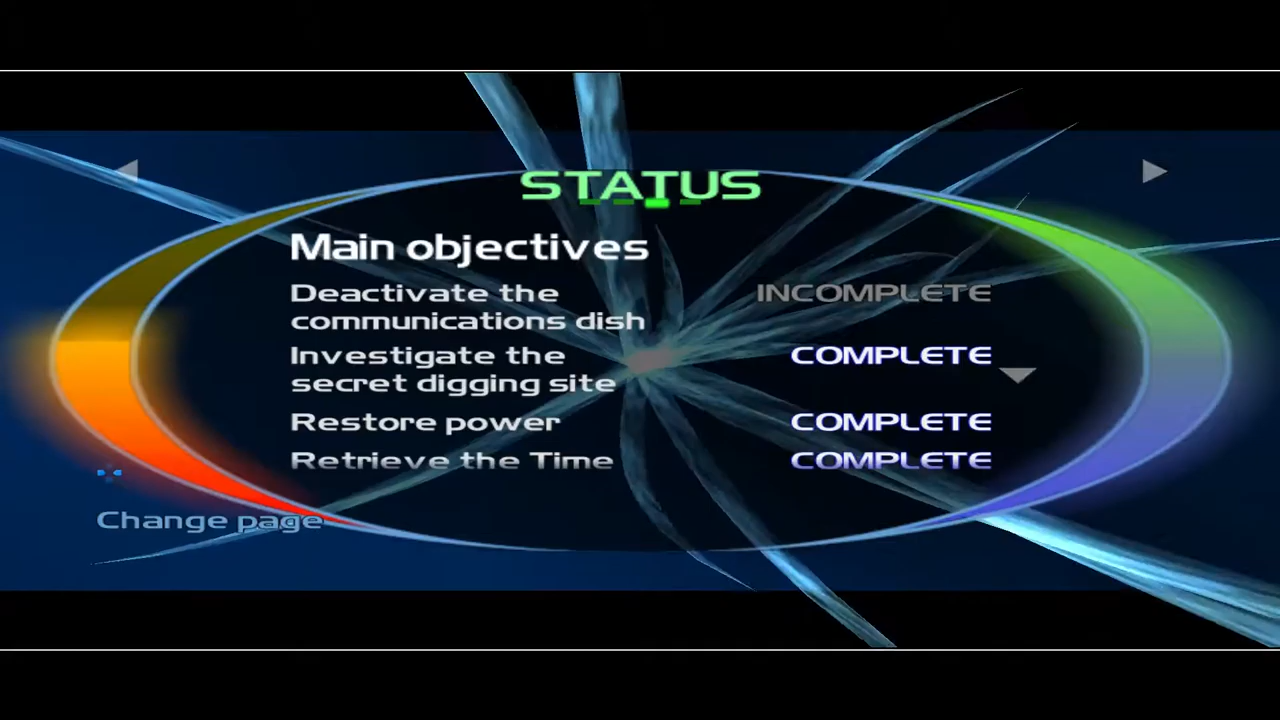 STATUS
Main objectives
Deactivate the INCOMPLETE
communications dish
Investigate the COMPLETE
secret digging site
Restore power COMPLETE
Retrieve the Time COMPLETE
Change page